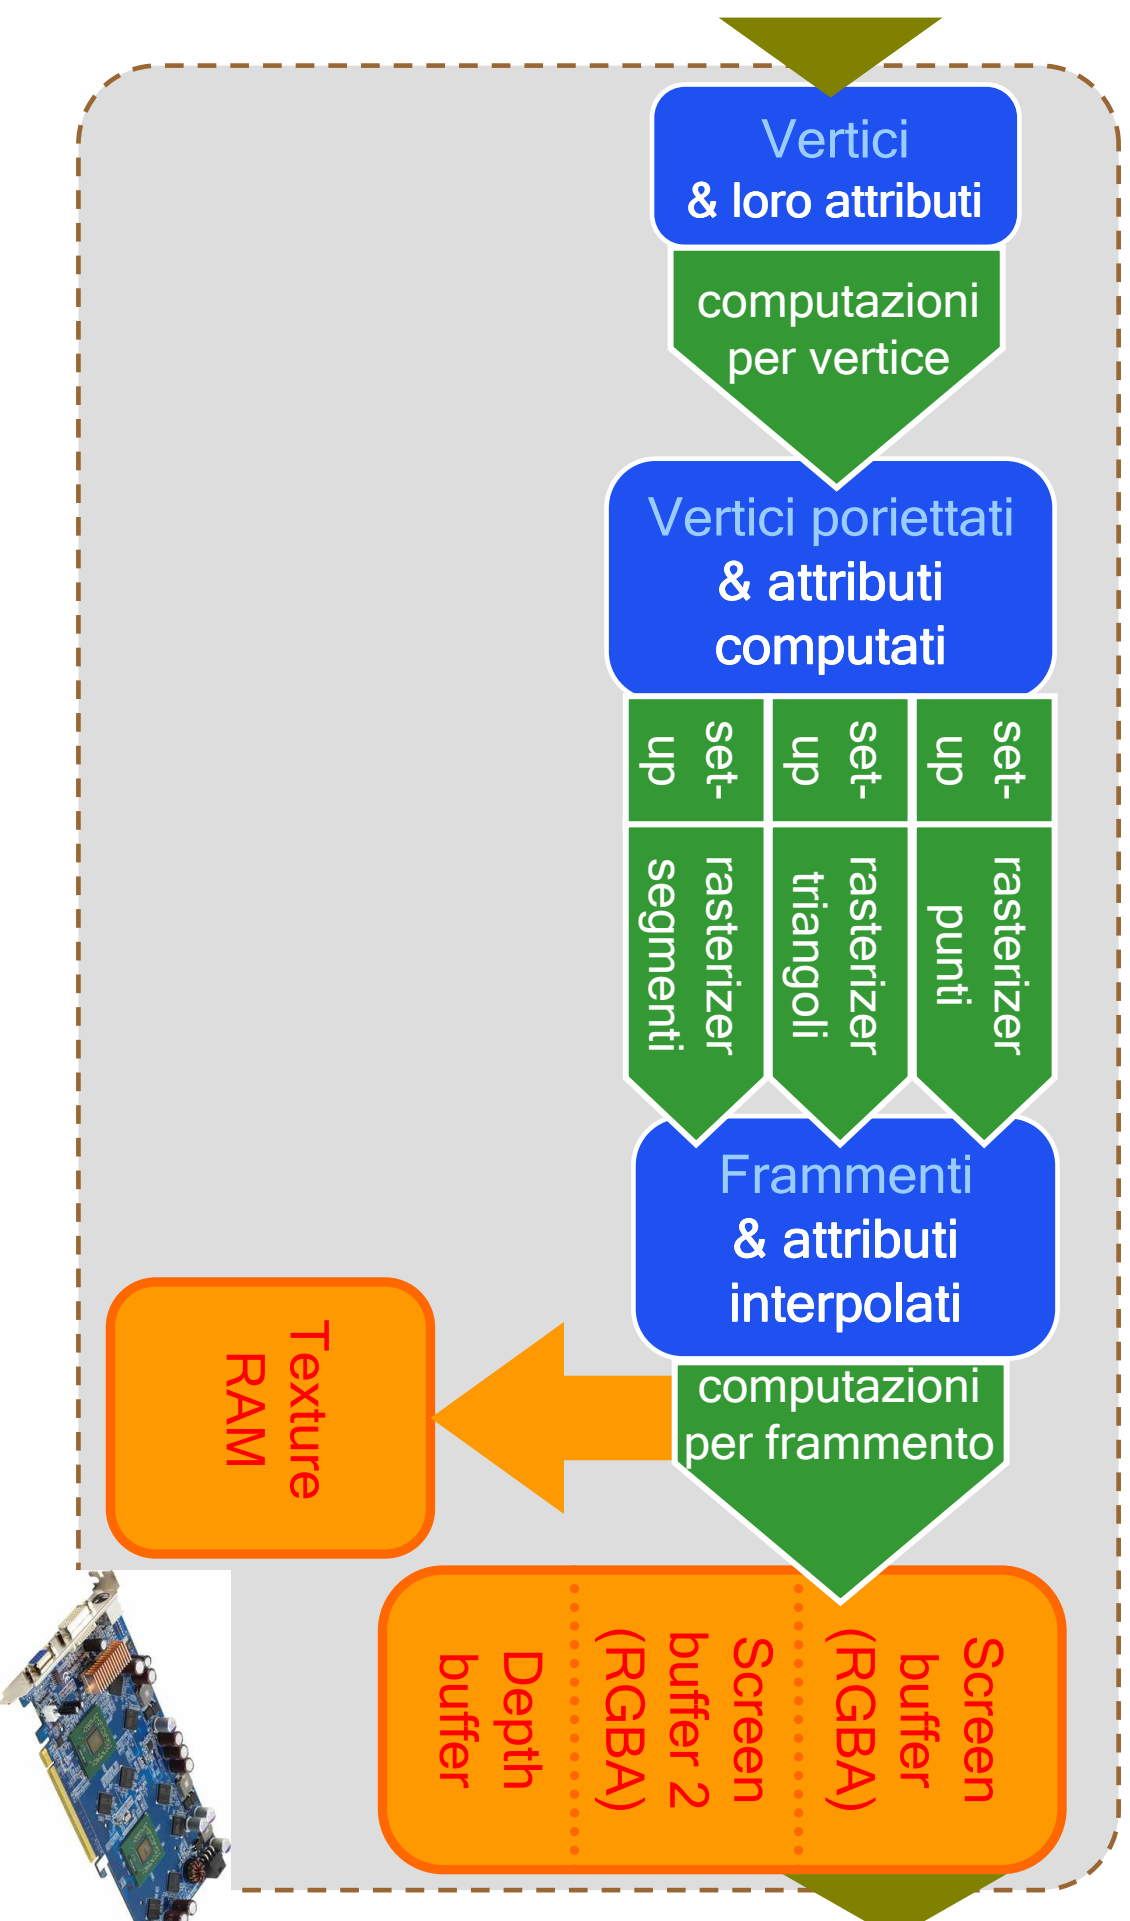 Vertici
& loro attributi
computazioni
per vertice
Vertici poriettati
& attributi
computati
set-
up
set-
up
set-
up
rasterizer
segmenti
rasterizer
triangoli
rasterizer
punti
Frammenti
& attributi
interpolati
computazioni
per frammento
Texture
RAM
Depth
buffer
Screen
buffer 2
(RGBA)
Screen
buffer
(RGBA)